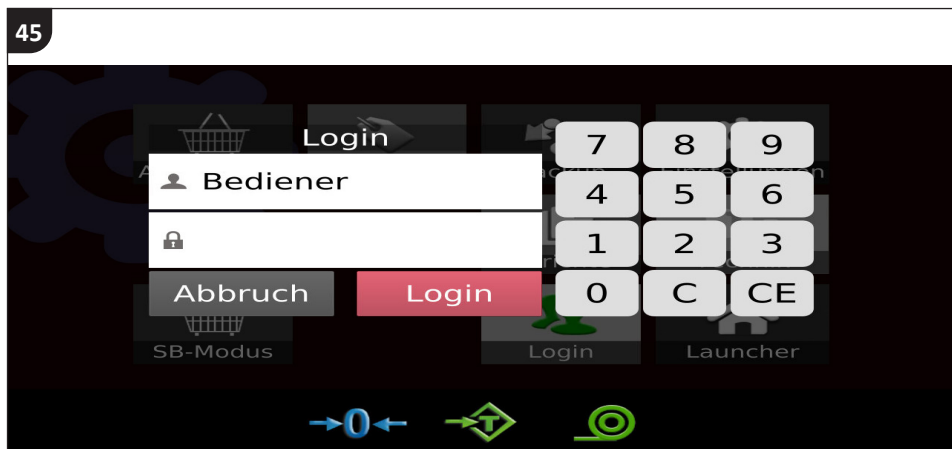 45
Login
Bediener
7 8 9
4 5 6
1 2 3
0 C CE
Abbruch
Login
SB-Modus
Login
Launcher
→0←
→T